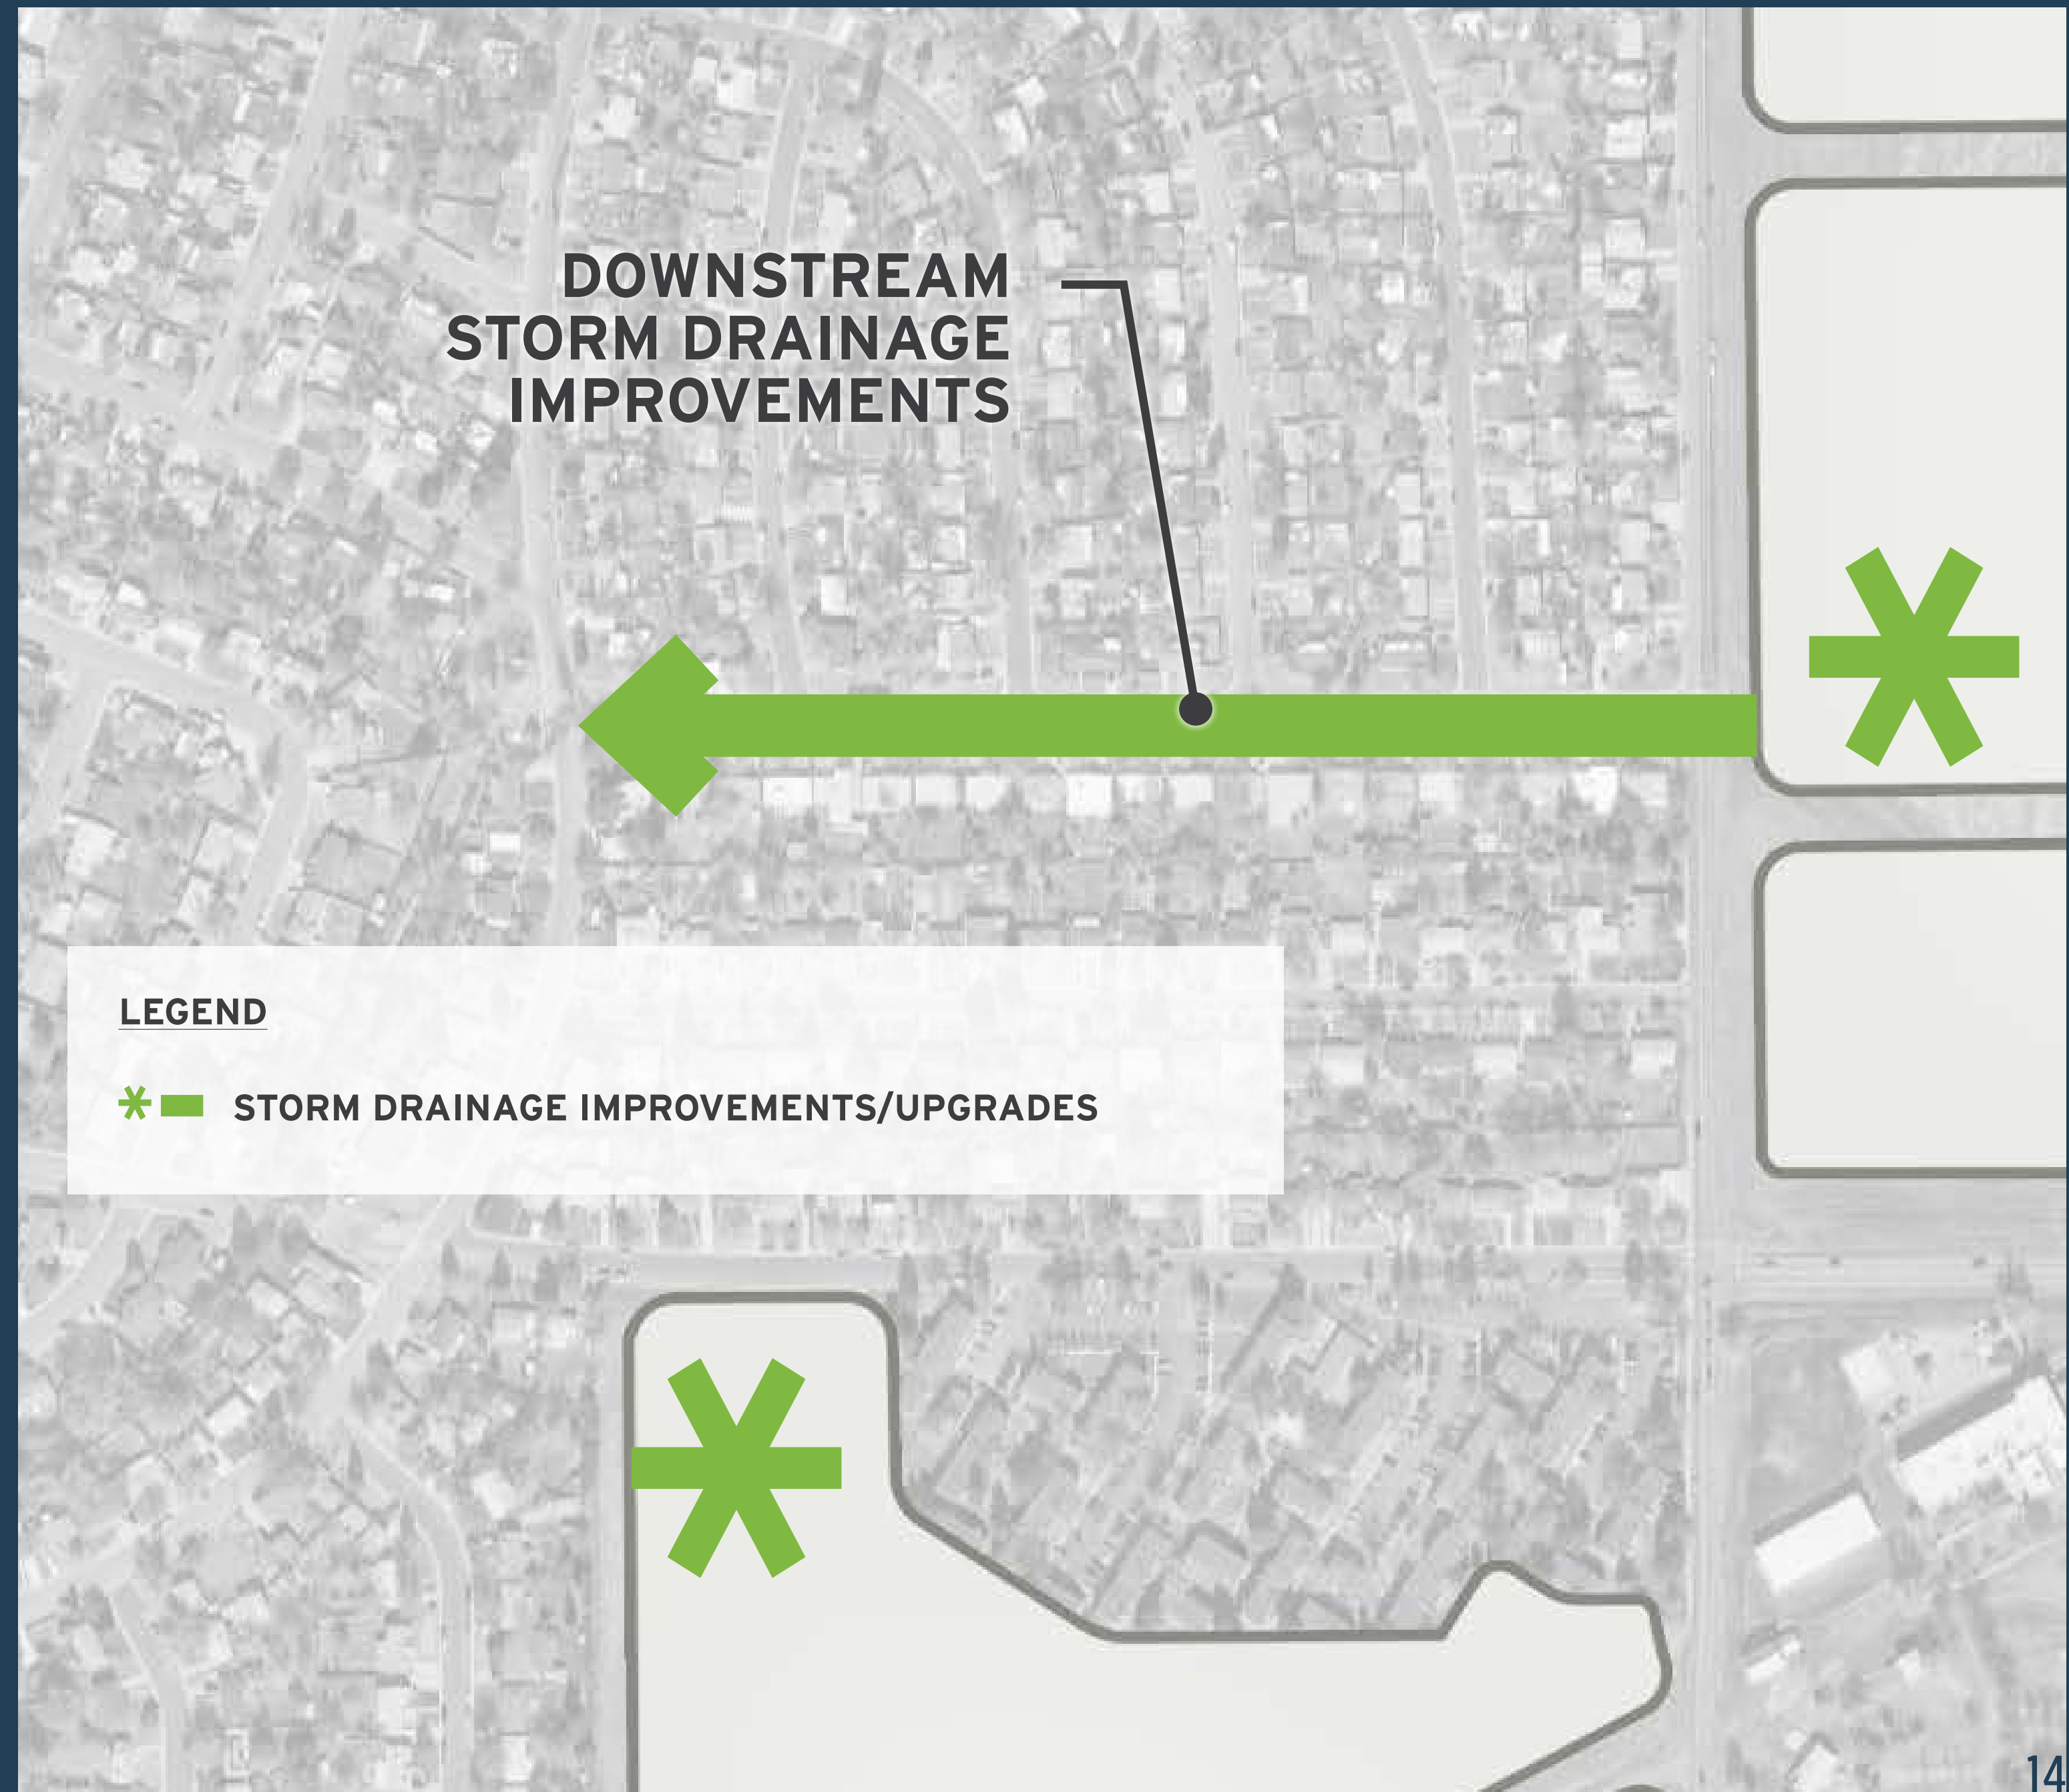 DOWNSTREAM
STORM DRAINAGE
IMPROVEMENTS
LEGEND
STORM DRAINAGE IMPROVEMENTS/UPGRADES
14